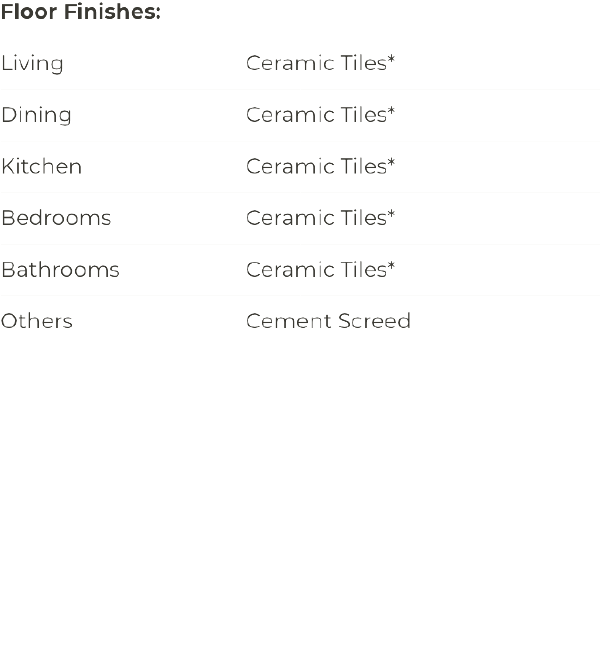 Floor Finishes:
Living Ceramic Tiles*
Dining Ceramic Tiles*
Kitchen Ceramic Tiles*
Bedrooms Ceramic Tiles*
Bathrooms Ceramic Tiles*
Others Cement Screed